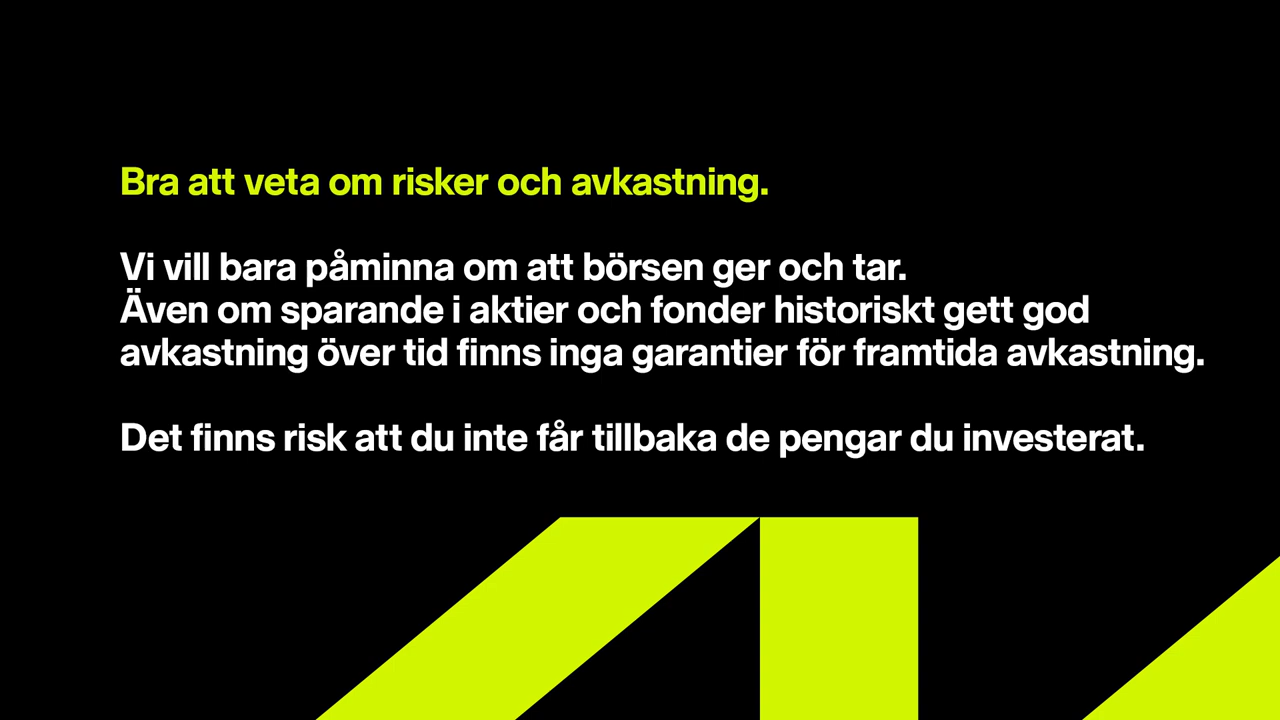 Bra att veta om risker och avkastning.
Vi vill bara påminna om att börsen ger och tar.
Även om sparande i aktier och fonder historiskt gett god
avkastning över tid finns inga garantier för framtida avkastning.
Det finns risk att du inte får tillbaka de pengar du investerat.